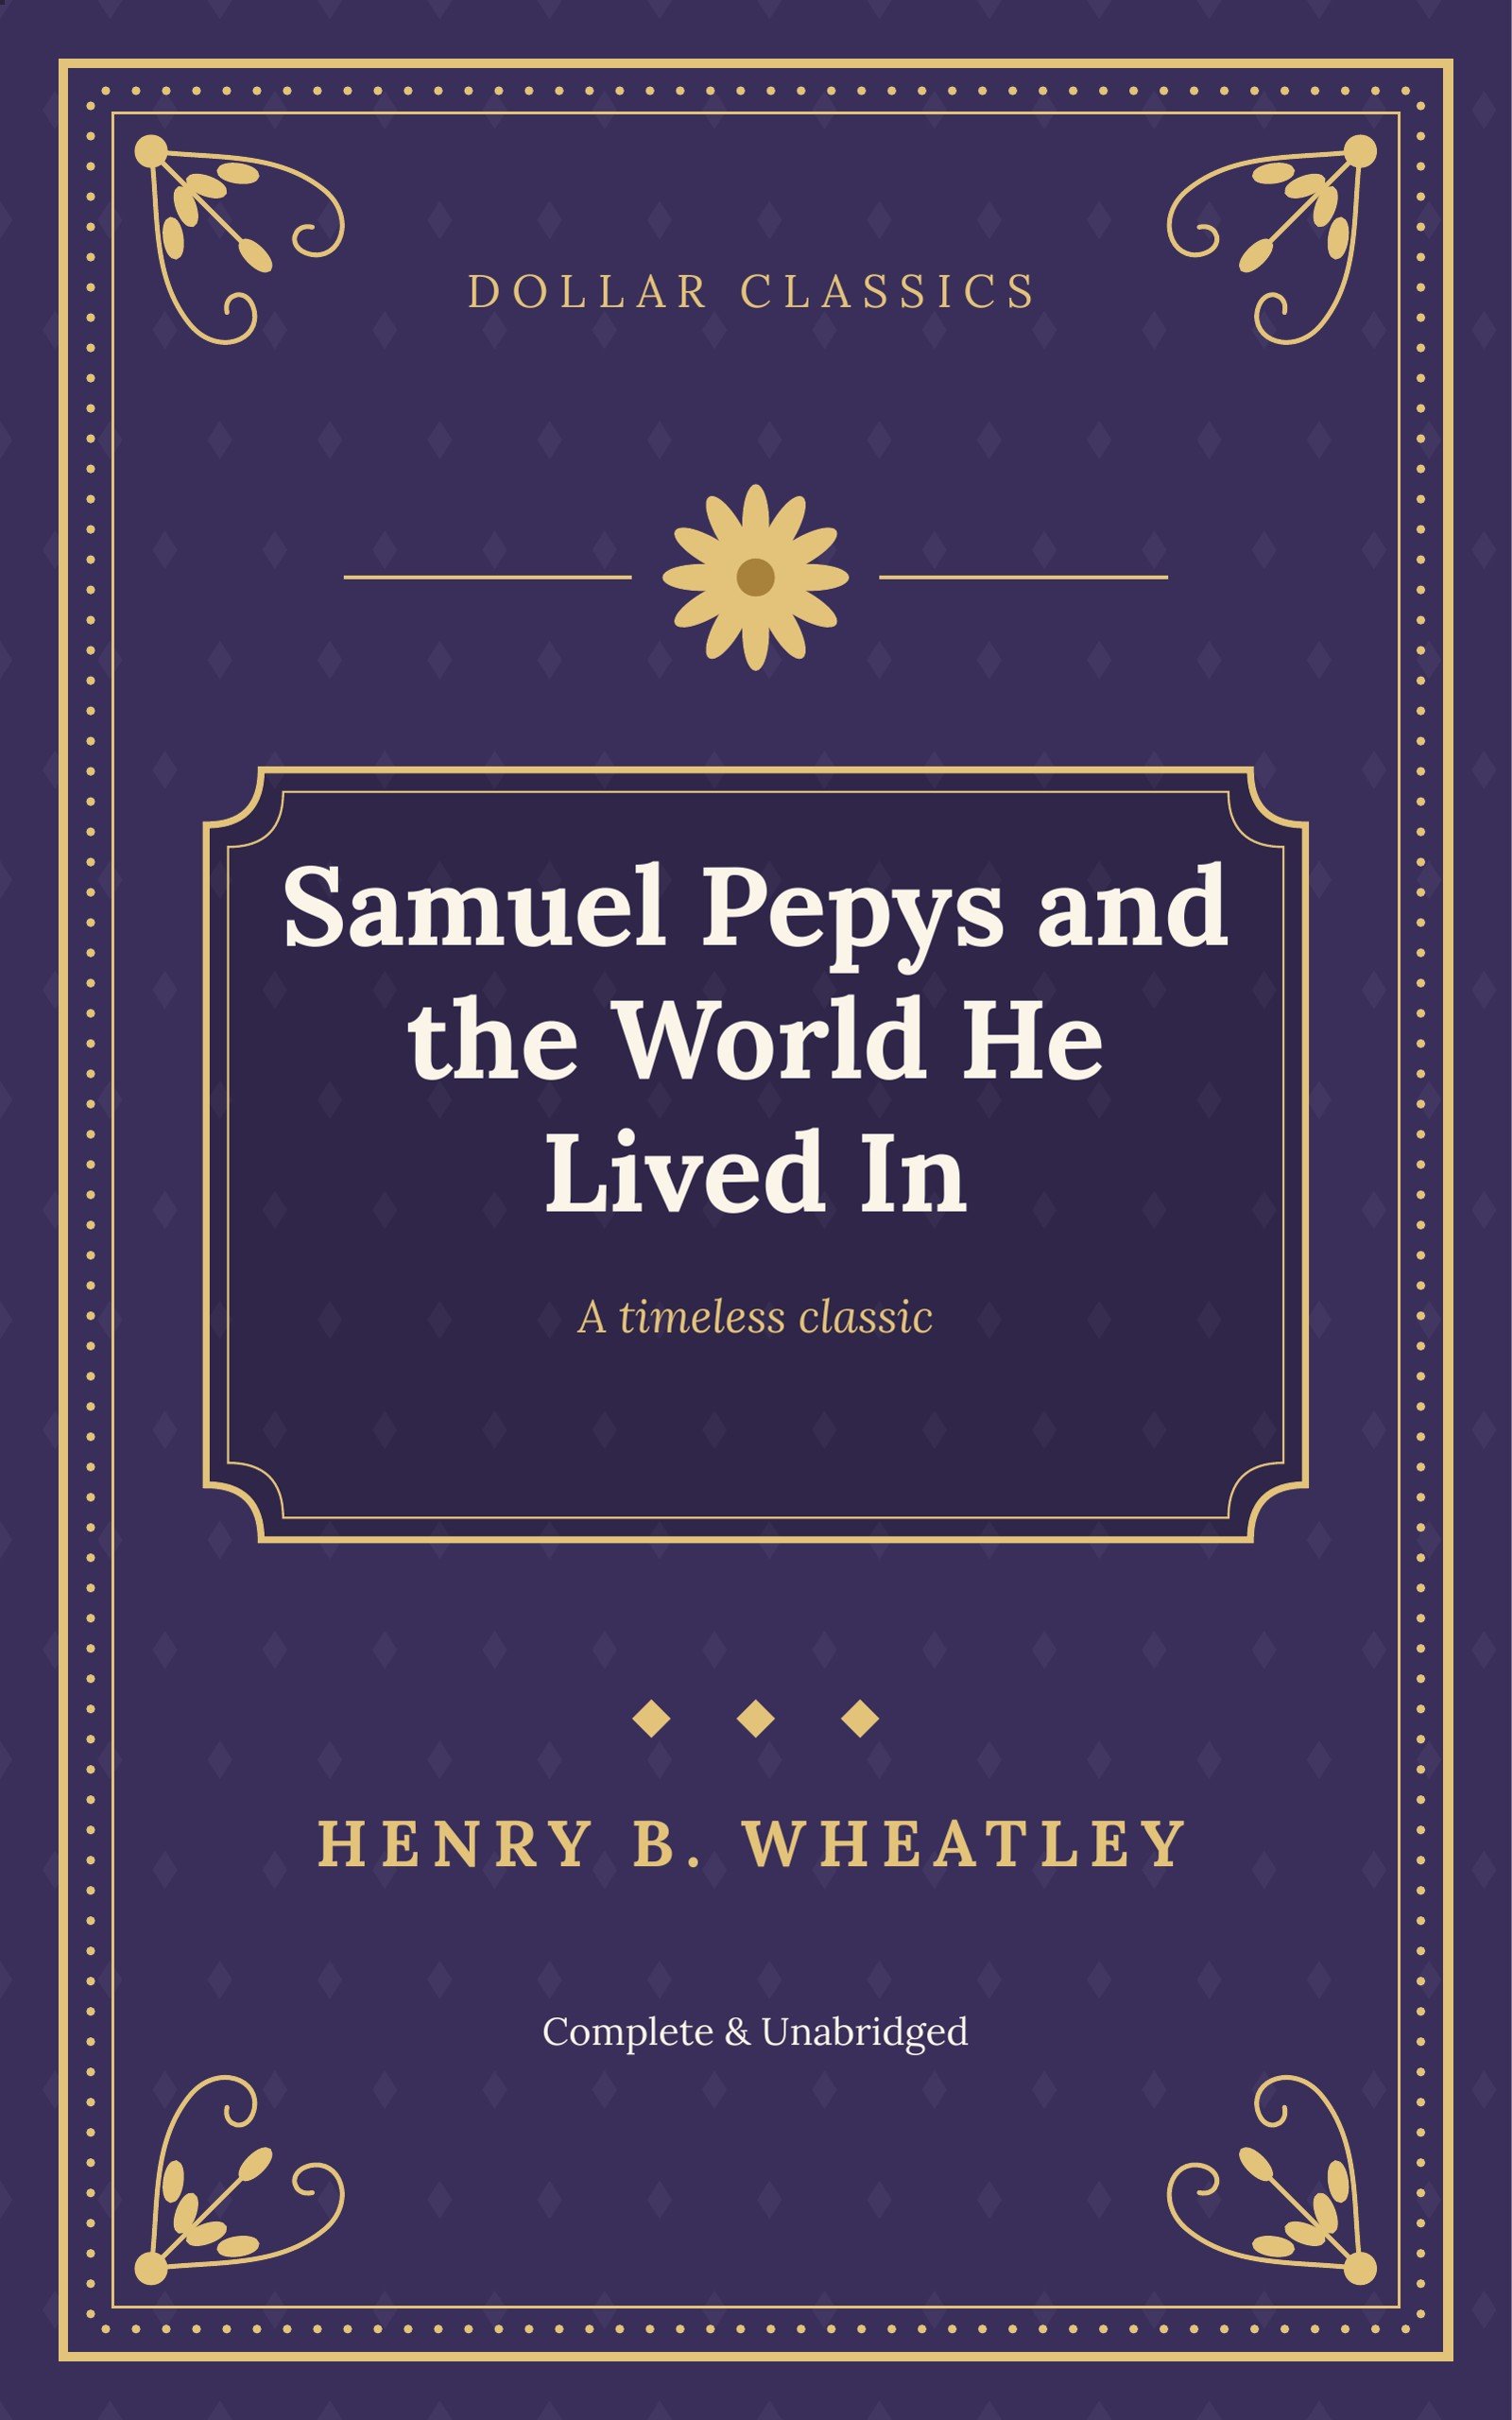 DOLLAR CLASSICS
Samuel Pepys and
the World He
Lived In
A timeless classic
HENRY B. WHEATLEY
Complete & Unabridged